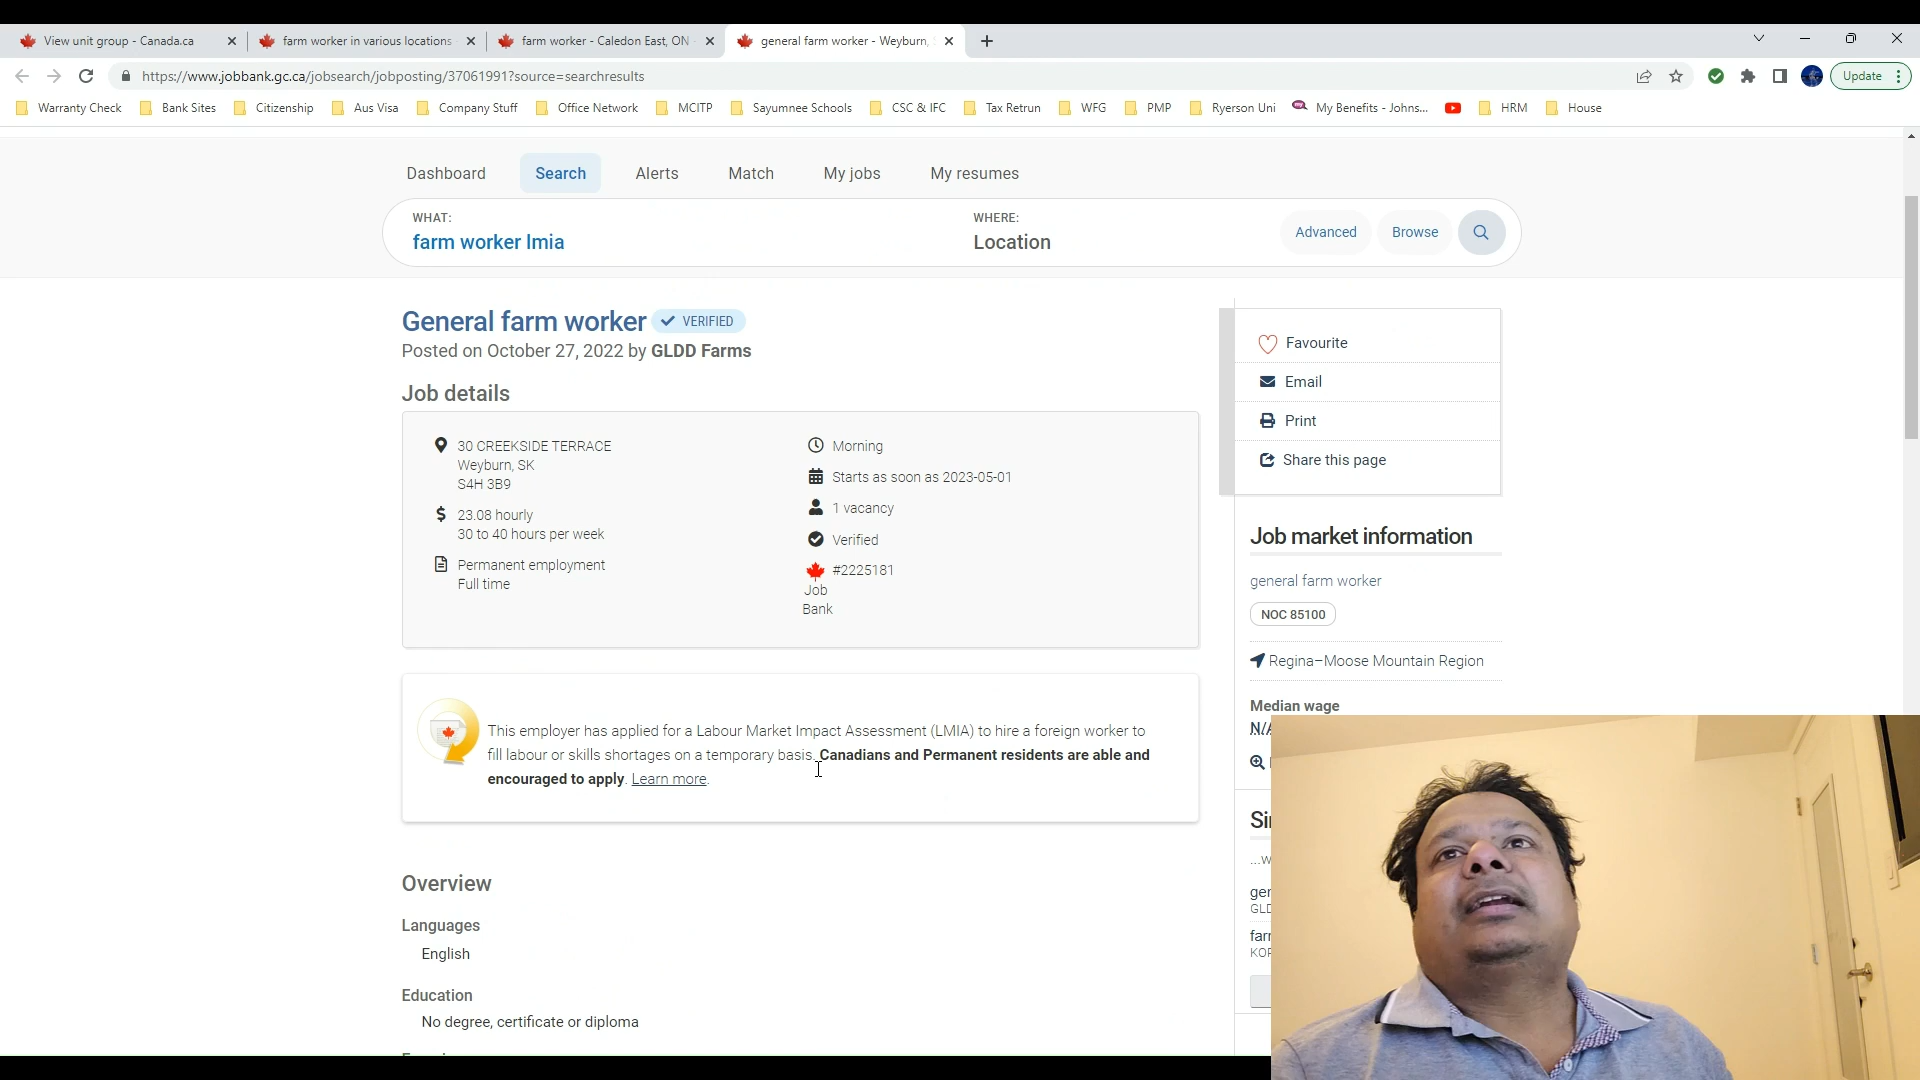 View unit group - Canada.ca
farm worker in various locations
farm worker - Caledon East, ON
general farm worker - Weyburn,
https://www.jobbank.gc.ca/jobsearch/jobposting/37061991?source=searchresults
Update
Warranty Check
Bank Sites
Citizenship
Aus Visa
Company Stuff
Office Network
MCITP
Sayumnee Schools
CSC & IFC
Tax Retrun
WFG
PMP
Ryerson Uni
My Benefits - Johns...
HRM
House
Dashboard
Search
Alerts
Match
My jobs
My resumes
WHAT:
farm worker lmia
WHERE:
Location
Advanced
Browse
General farm worker
VERIFIED
Posted on October 27, 2022 by GLDD Farms
Job details
30 CREEKSIDE TERRACE
Weyburn, SK
S4H 3B9
23.08 hourly
30 to 40 hours per week
Permanent employment
Full time
Morning
Starts as soon as 2023-05-01
1 vacancy
Verified
#2225181
Job
Bank
This employer has applied for a Labour Market Impact Assessment (LMIA) to hire a foreign worker to
fill labour or skills shortages on a temporary basis. Canadians and Permanent residents are able and
encouraged to apply. Learn more.
Overview
Languages
English
Education
No degree, certificate or diploma
Favourite
Email
Print
Share this page
Job market information
general farm worker
NOC 85100
Regina–Moose Mountain Region
Median wage